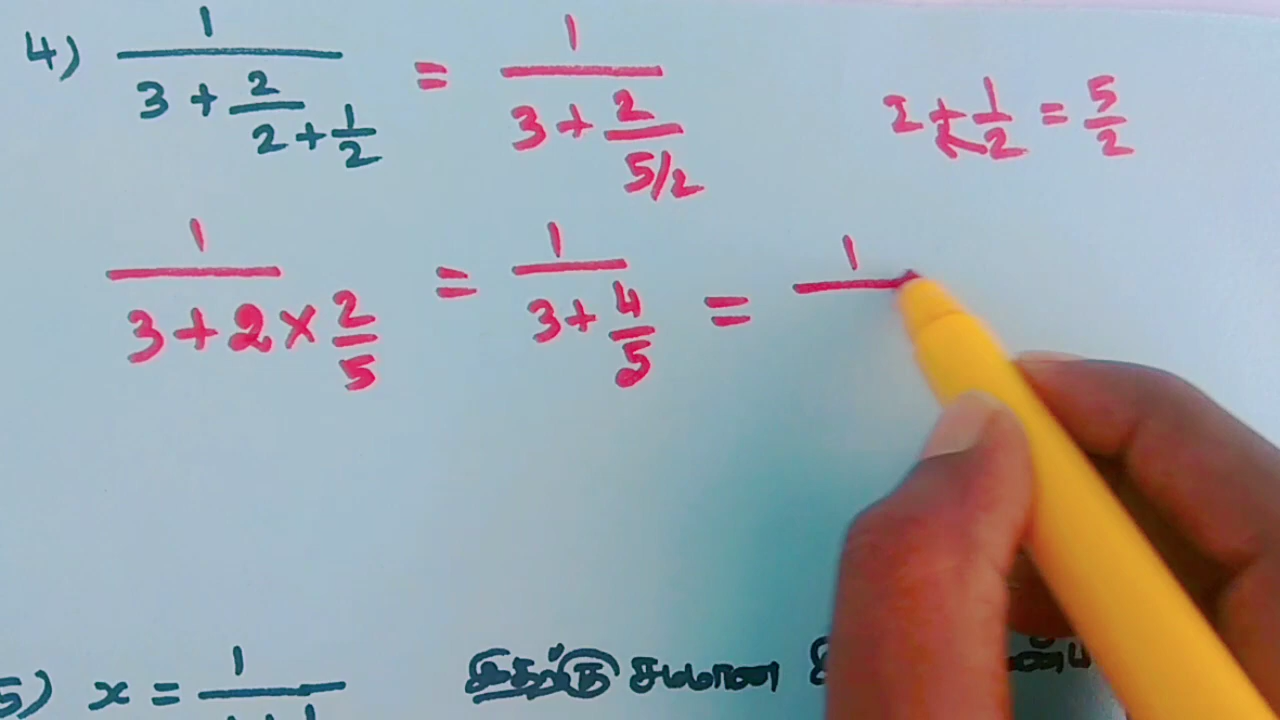 4) 1/(3 + 2/(2 + 1/2)) = 1/(3 + 2/(5/2))
2 + 1/2 = 5/2
1/(3 + 2 × 2/5) = 1/(3 + 4/5) = 1/
5) x = 1/ இதற்கு சமமான